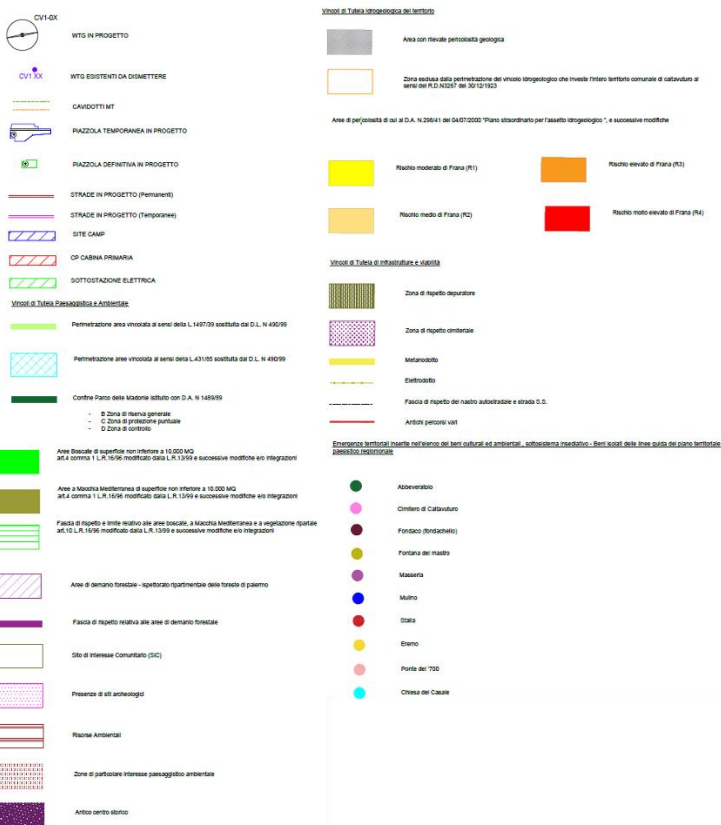 CV1-0X
WTG IN PROGETTO
CV1 XX
WTG ESISTENTI DA DISMETTERE
CAVIDOTTI MT
PIAZZOLA TEMPORANEA IN PROGETTO
PIAZZOLA DEFINITIVA IN PROGETTO
STRADE IN PROGETTO (Permanenti)
STRADE IN PROGETTO (Temporanee)
SITE CAMP
CP CABINA PRIMARIA
SOTTOSTAZIONE ELETTRICA
Vincoli di Tutela Paesaggistica e Ambientale
Perimetrazione area vincolata ai sensi della L.1497/39 sostituita dal D.L. N 490/99
Perimetrazione aree vincolata ai sensi della L.431/85 sostituita dal D.L. N 490/99
Confine Parco delle Madonie istituito con D.A. N 1489/89
- B Zona di riserva generale
- C Zona di protezione puntuale
- D Zona di controllo
Aree Boscate di superficie non inferiore a 10.000 MQ
art.4 comma 1 L.R.16/96 modificato dalla L.R.13/99 e successive modifiche e/o integrazioni
Aree a Macchia Mediterranea di superficie non inferiore a 10.000 MQ
art.4 comma 1 L.R.16/96 modificato dalla L.R.13/99 e successive modifiche e/o integrazioni
Fascia di rispetto e limite relativo alle aree boscate, a Macchia Mediterranea e a vegetazione ripariale
art.10 L.R.16/96 modificato dalla L.R.13/99 e successive modifiche e/o integrazioni
Aree di demanio forestale - Ispettorato ripartimentale delle foreste di palermo
Fascia di rispetto relativa alle aree di demanio forestale
Sito di Interesse Comunitario (SIC)
Presenze di siti archeologici
Risorse Ambientali
Zone di particolare interesse paesaggistico ambientale
Antico centro storico
Vincoli di Tutela Idrogeologica del territorio
Area con rilevate pericolosità geologica
Zona esclusa dalla perimetrazione del vincolo idrogeologico che investe l'intero territorio comunale di caltavuturo ai
sensi del R.D.N3267 del 30/12/1923
Aree di pericolosità di cui al D.A. N.298/41 del 04/07/2000 "Piano straordinario per l'assetto idrogeologico ", e successive modifiche
Rischio moderato di Frana (R1)
Rischio elevato di Frana (R3)
Rischio medio di Frana (R2)
Rischio molto elevato di Frana (R4)
Vincoli di Tutela di infrastrutture e viabilità
Zona di rispetto depuratore
Zona di rispetto cimiteriale
Metanodotto
Elettrodotto
Fascia di rispetto del nastro autostradale e strada S.S.
Antichi percorsi vari
Emergenze territoriali inserite nell'elenco dei beni culturali ed ambientali , sottosistema insediativo - Beni isolati delle linee guida del piano territoriale
paesistico regionionale
Abbeveratoio
Cimitero di Caltavuturo
Fondaco (fondachello)
Fontana del mastro
Masseria
Mulino
Stalla
Eremo
Ponte del '700
Chiesa del Casale